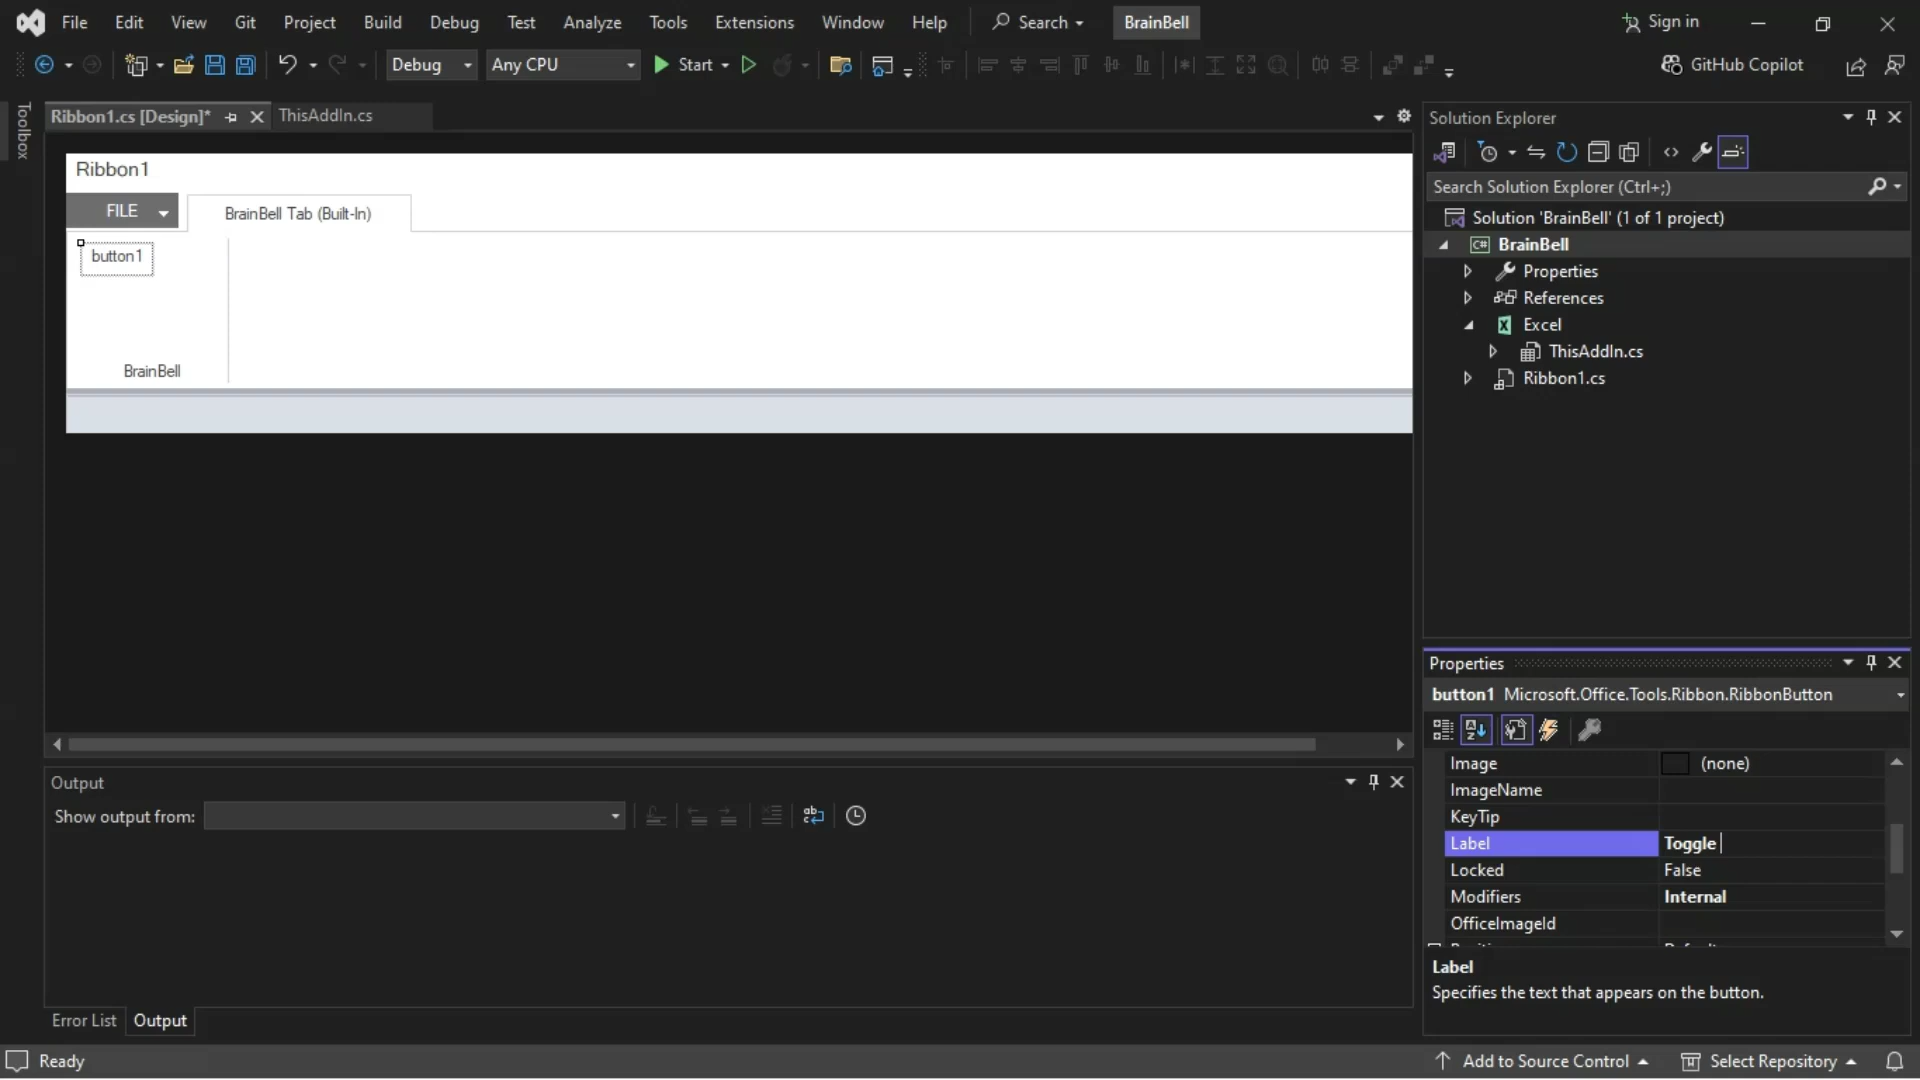 File Edit View Git Project Build Debug Test Analyze Tools Extensions Window Help Search BrainBell Sign in
Debug Any CPU Start GitHub Copilot
Toolbox
Ribbon1.cs [Design]* ThisAddIn.cs
Ribbon1
FILE BrainBell Tab (Built-In)
button1
BrainBell
Output
Show output from:
Error List Output
Solution Explorer
Search Solution Explorer (Ctrl+;)
Solution 'BrainBell' (1 of 1 project)
C# BrainBell
Properties
References
Excel
ThisAddIn.cs
Ribbon1.cs
Properties
button1 Microsoft.Office.Tools.Ribbon.RibbonButton
Image (none)
ImageName
KeyTip
Label Toggle
Locked False
Modifiers Internal
OfficeImageId
Label
Specifies the text that appears on the button.
Ready Add to Source Control Select Repository